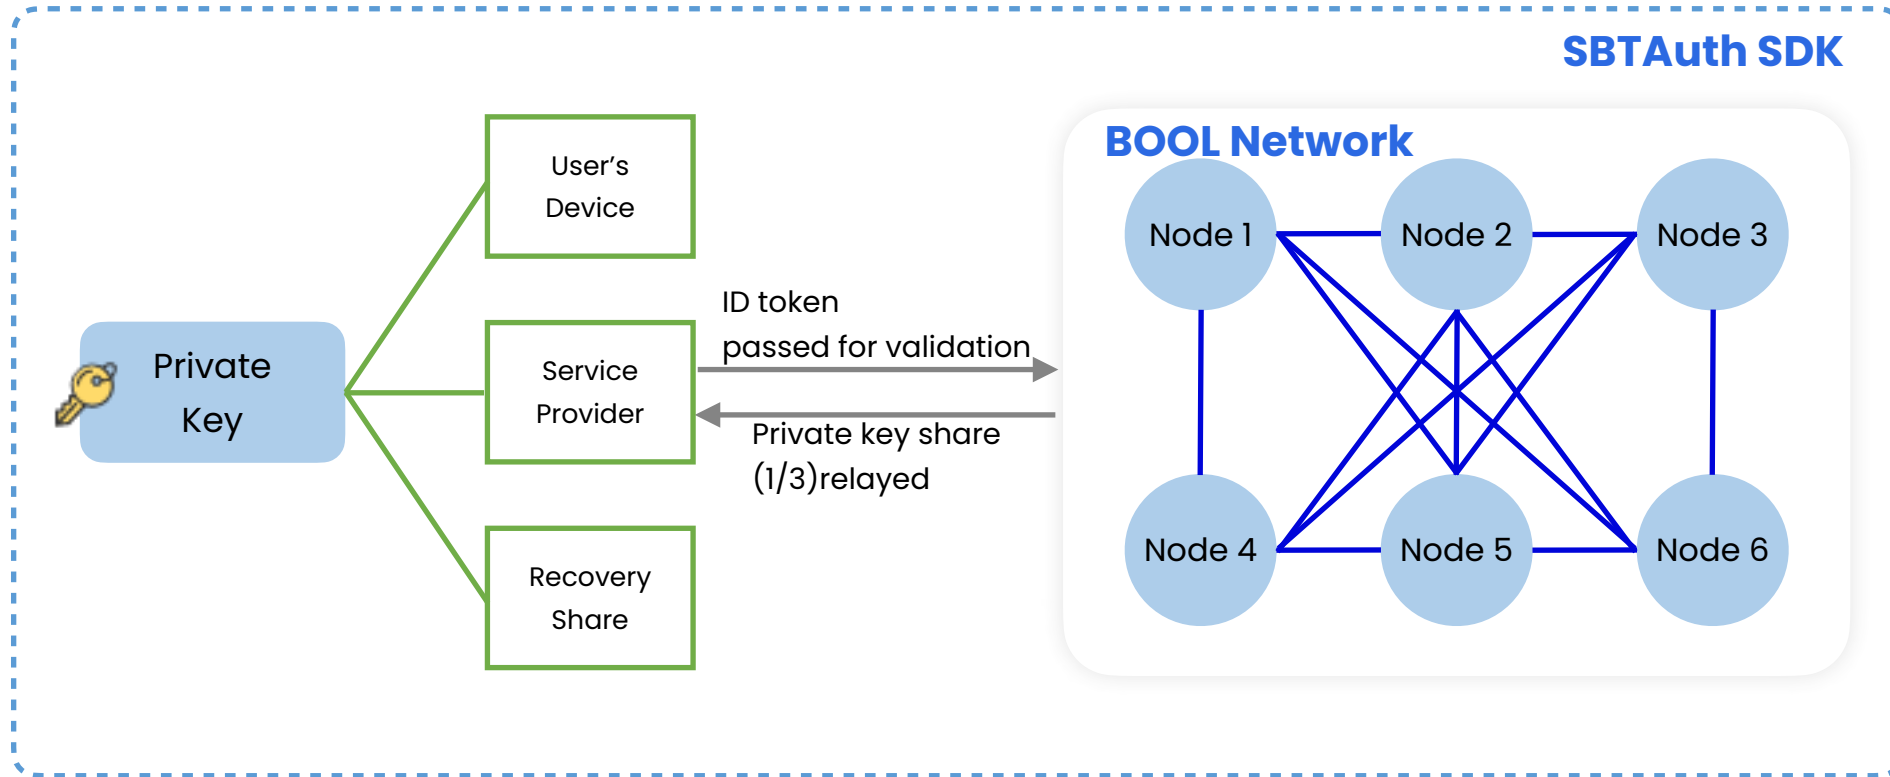 SBTAuth SDK
BOOL Network
User’s
Device
Private
Key
Service
Provider
Recovery
Share
ID token
passed for validation
Private key share
(1/3)relayed
Node 1
Node 2
Node 3
Node 4
Node 5
Node 6